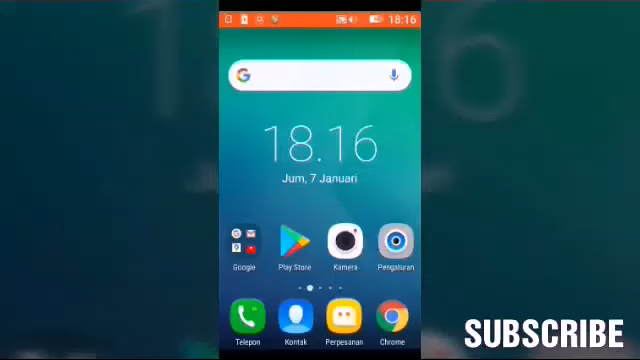 18:16
18.16
Jum, 7 Januari
Google
Play Store
Kamera
Pengaturan
Telepon
Kontak
Perpesanan
Chrome
SUBSCRIBE